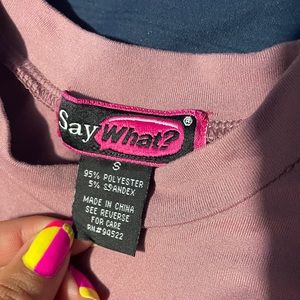 Say What?®
S
95% POLYESTER
5% SPANDEX
MADE IN CHINA
SEE REVERSE
FOR CARE
RN#94522